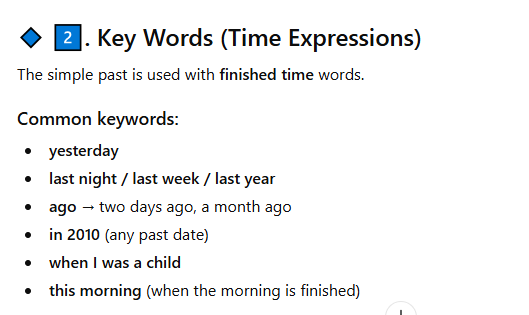 2. Key Words (Time Expressions)
The simple past is used with finished time words.
Common keywords:
• yesterday
• last night / last week / last year
• ago → two days ago, a month ago
• in 2010 (any past date)
• when I was a child
• this morning (when the morning is finished)